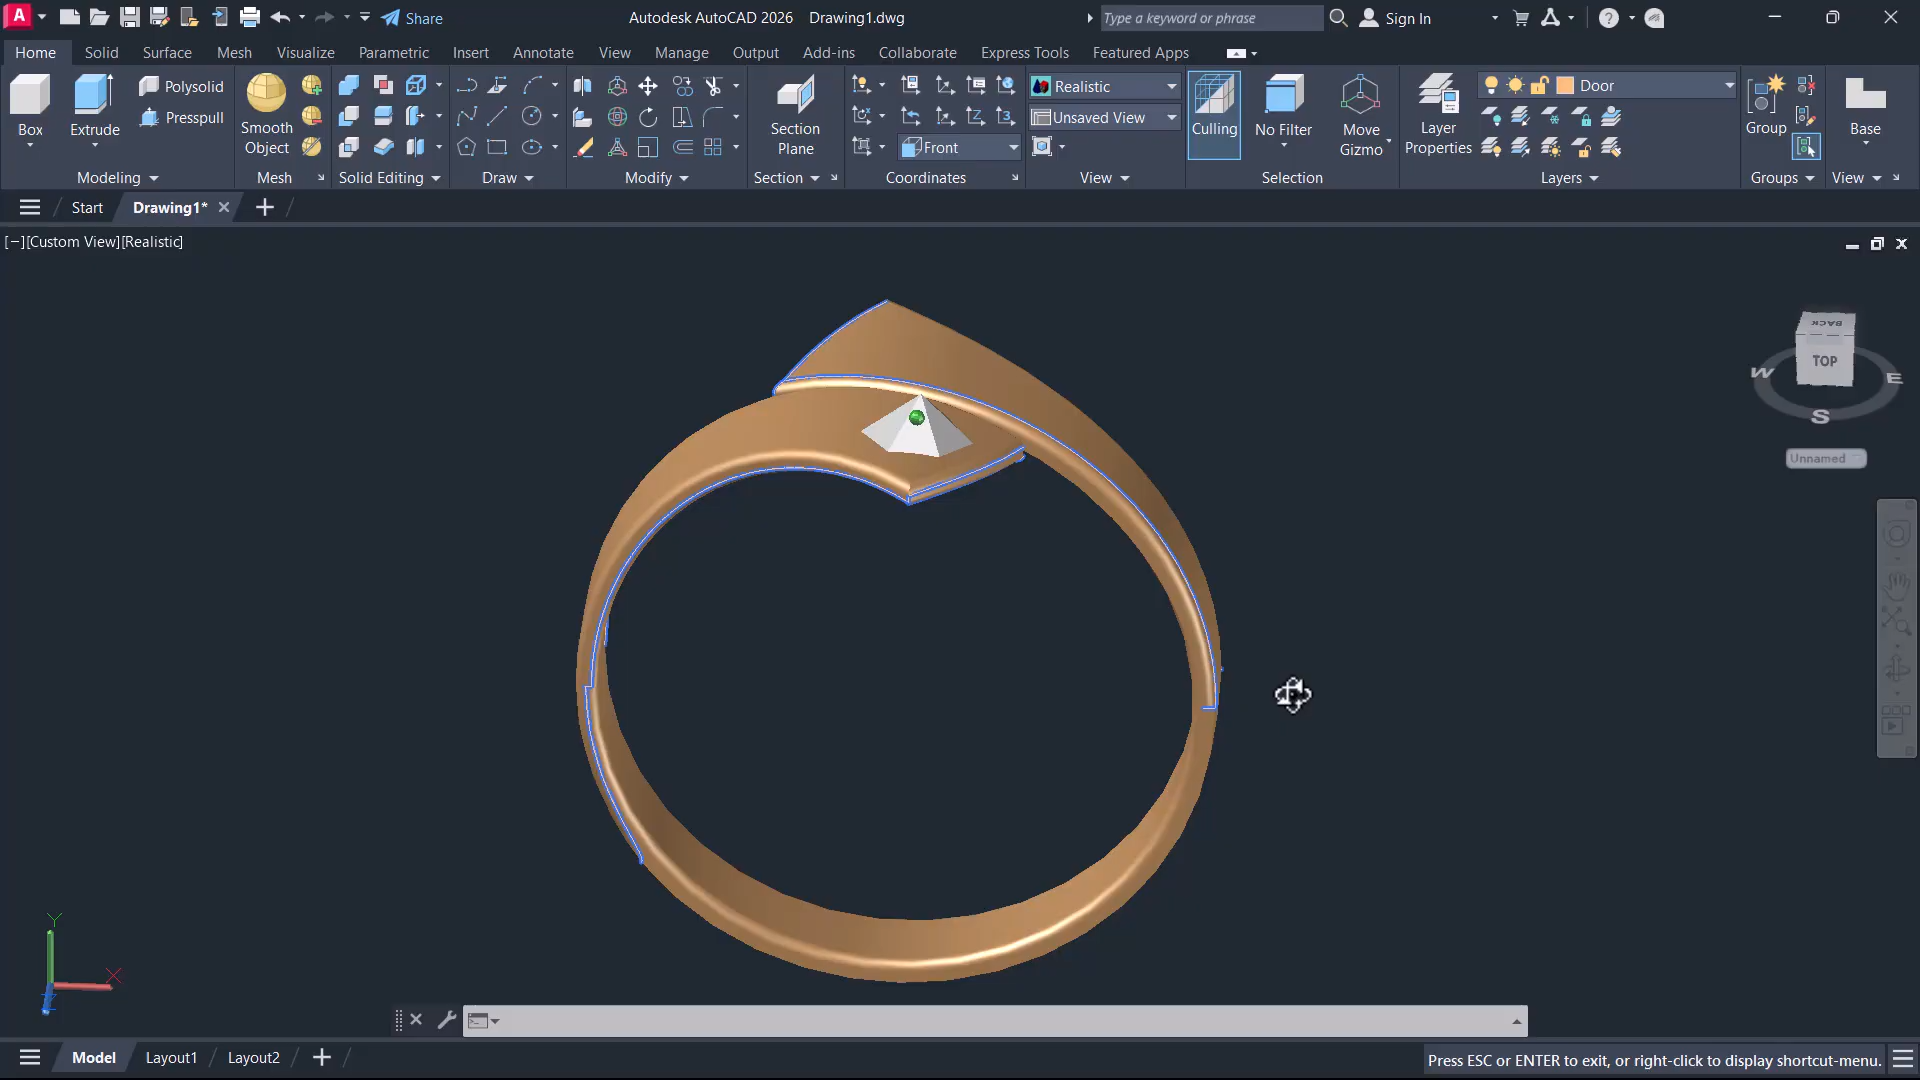 A
Share
Autodesk AutoCAD 2026 Drawing1.dwg
Type a keyword or phrase
Sign In
Home Solid Surface Mesh Visualize Parametric Insert Annotate View Manage Output Add-ins Collaborate Express Tools Featured Apps
Box
Extrude
Polysolid
Presspull
Smooth
Object
Section
Plane
Front
Realistic
Unsaved View
Culling
No Filter
Move
Gizmo
Layer
Properties
Door
Group
Base
Modeling
Mesh
Solid Editing
Draw
Modify
Section
Coordinates
View
Selection
Layers
Groups
View
Start
Drawing1*
[−][Custom View][Realistic]
BACK
TOP
W
E
S
Unnamed
Y
X
Z
Model
Layout1
Layout2
Press ESC or ENTER to exit, or right-click to display shortcut-menu.